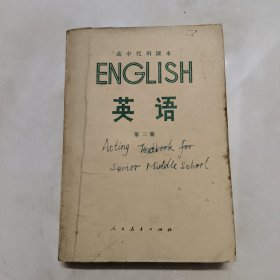 高中代用课本
ENGLISH
英语
第二册
Acting Textbook for
Senior Middle School
人民教育出版社